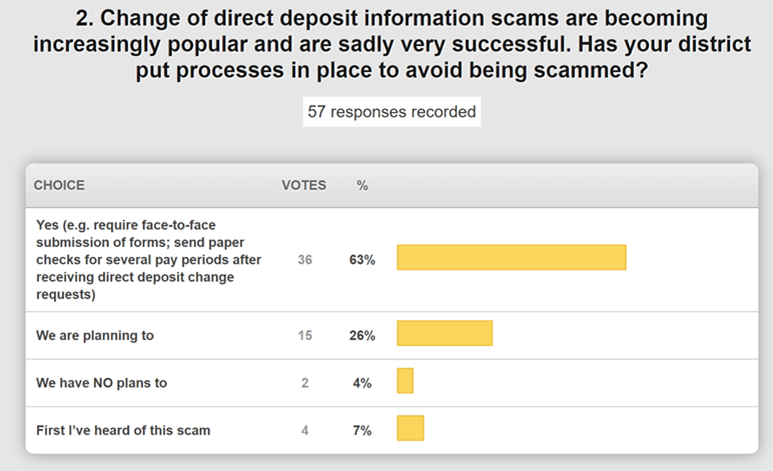 2. Change of direct deposit information scams are becoming
increasingly popular and are sadly very successful. Has your district
put processes in place to avoid being scammed?
57 responses recorded
CHOICE VOTES %
Yes (e.g. require face-to-face
submission of forms; send paper
checks for several pay periods after 36 63%
receiving direct deposit change
requests)
We are planning to 15 26%
We have NO plans to 2 4%
First I've heard of this scam 4 7%